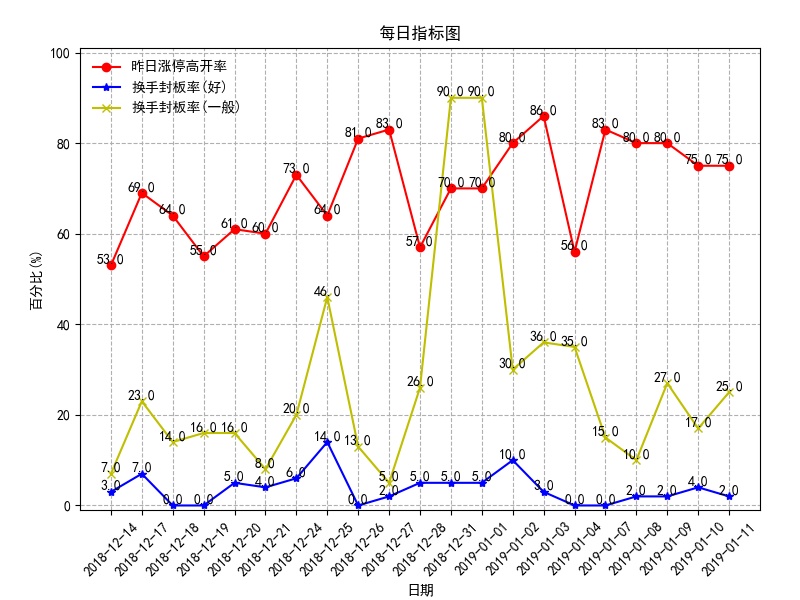 每日指标图
昨日涨停高开率
换手封板率(好)
换手封板率(一般)
百分比(%)
100
80
60
40
20
0
53.0 69.0 64.0 55.0 61.0 60.0 73.0 64.0 81.0 83.0 57.0 70.0 70.0 80.0 86.0 56.0 83.0 80.0 80.0 75.0 75.0
7.0 23.0 14.0 16.0 16.0 8.0 20.0 46.0 13.0 5.0 26.0 90.0 90.0 30.0 36.0 35.0 15.0 10.0 27.0 17.0 25.0
3.0 7.0 0.0 0.0 5.0 4.0 6.0 14.0 0.0 2.0 5.0 5.0 5.0 10.0 3.0 0.0 0.0 2.0 2.0 4.0 2.0
2018-12-14 2018-12-17 2018-12-18 2018-12-19 2018-12-20 2018-12-21 2018-12-24 2018-12-25 2018-12-26 2018-12-27 2018-12-28 2018-12-31 2019-01-01 2019-01-02 2019-01-03 2019-01-04 2019-01-07 2019-01-08 2019-01-09 2019-01-10 2019-01-11
日期